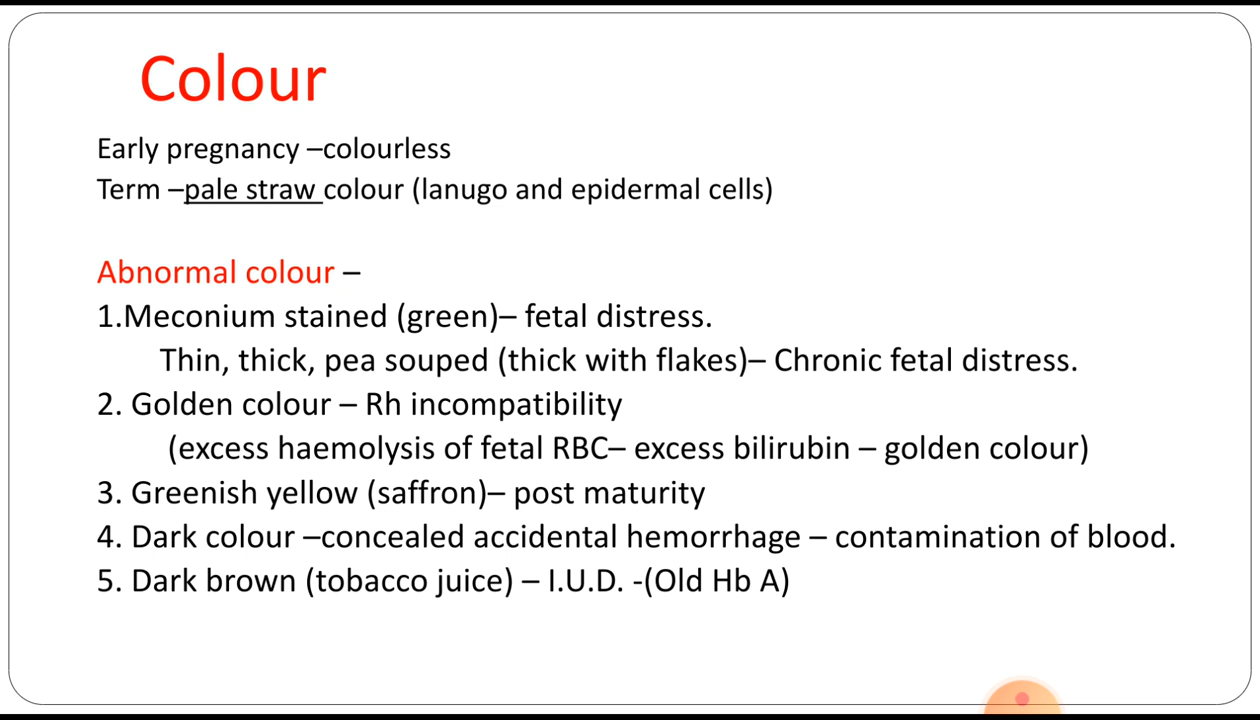 Colour
Early pregnancy –colourless
Term –pale straw colour (lanugo and epidermal cells)
Abnormal colour –
1.Meconium stained (green)– fetal distress.
Thin, thick, pea souped (thick with flakes)– Chronic fetal distress.
2. Golden colour – Rh incompatibility
(excess haemolysis of fetal RBC– excess bilirubin – golden colour)
3. Greenish yellow (saffron)– post maturity
4. Dark colour –concealed accidental hemorrhage – contamination of blood.
5. Dark brown (tobacco juice) – I.U.D. -(Old Hb A)